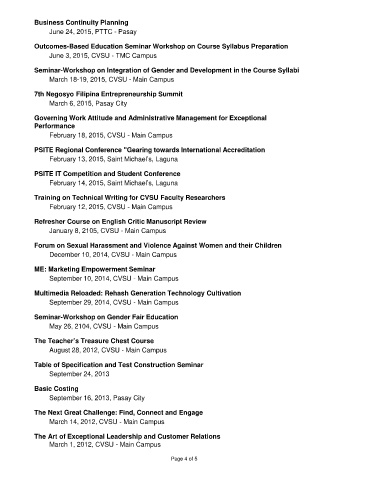 Business Continuity Planning
June 24, 2015, PTTC - Pasay
Outcomes-Based Education Seminar Workshop on Course Syllabus Preparation
June 3, 2015, CVSU - TMC Campus
Seminar-Workshop on Integration of Gender and Development in the Course Syllabi
March 18-19, 2015, CVSU - Main Campus
7th Negosyo Filipina Entrepreneurship Summit
March 6, 2015, Pasay City
Governing Work Attitude and Administrative Management for Exceptional
Performance
February 18, 2015, CVSU - Main Campus
PSITE Regional Conference "Gearing towards International Accreditation
February 13, 2015, Saint Michael's, Laguna
PSITE IT Competition and Student Conference
February 14, 2015, Saint Michael's, Laguna
Training on Technical Writing for CVSU Faculty Researchers
February 12, 2015, CVSU - Main Campus
Refresher Course on English Critic Manuscript Review
January 8, 2105, CVSU - Main Campus
Forum on Sexual Harassment and Violence Against Women and their Children
December 10, 2014, CVSU - Main Campus
ME: Marketing Empowerment Seminar
September 10, 2014, CVSU - Main Campus
Multimedia Reloaded: Rehash Generation Technology Cultivation
September 29, 2014, CVSU - Main Campus
Seminar-Workshop on Gender Fair Education
May 26, 2104, CVSU - Main Campus
The Teacher's Treasure Chest Course
August 28, 2012, CVSU - Main Campus
Table of Specification and Test Construction Seminar
September 24, 2013
Basic Costing
September 16, 2013, Pasay City
The Next Great Challenge: Find, Connect and Engage
March 14, 2012, CVSU - Main Campus
The Art of Exceptional Leadership and Customer Relations
March 1, 2012, CVSU - Main Campus
Page 4 of 5